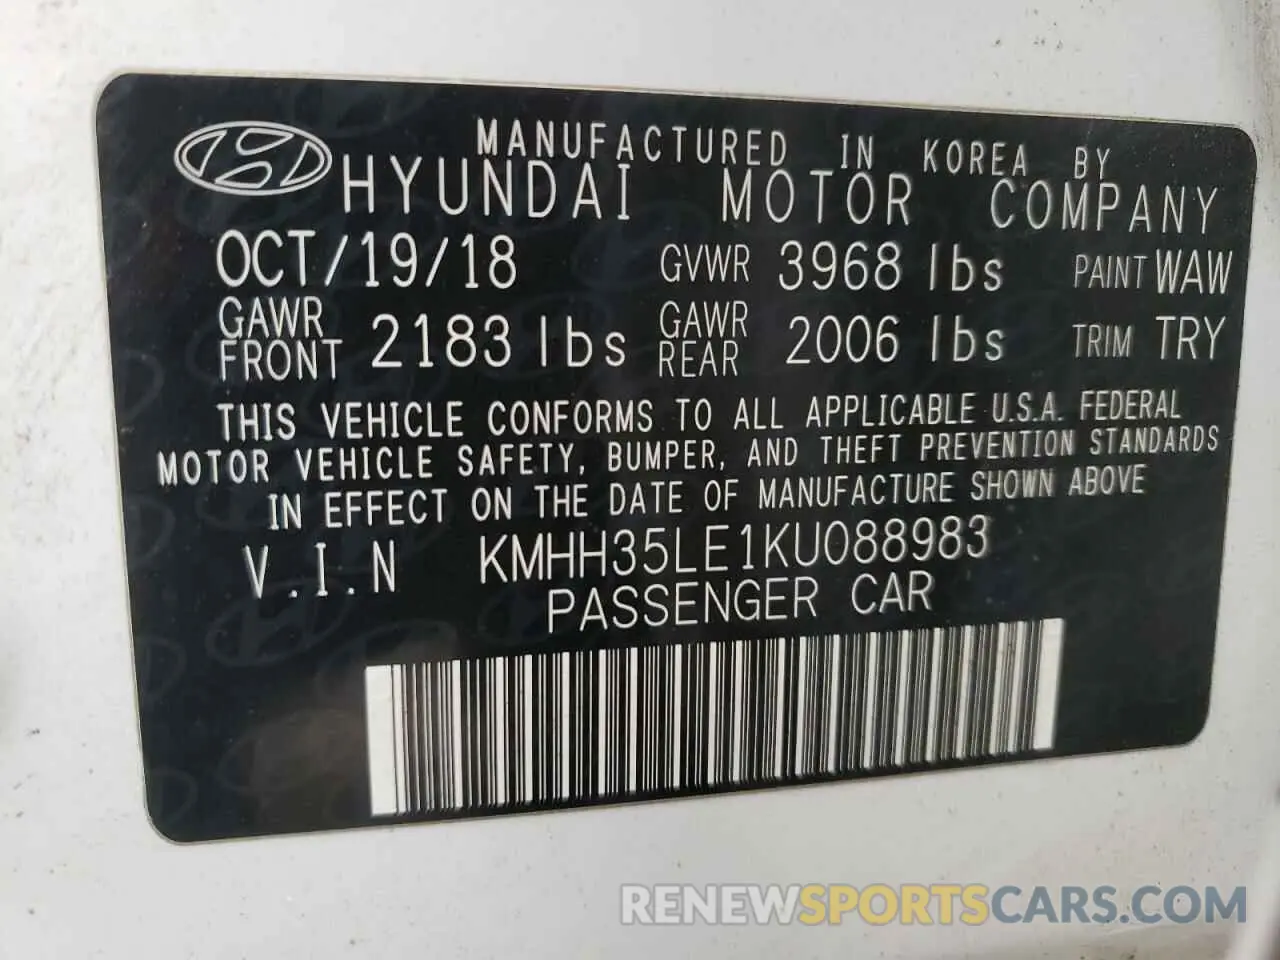 MANUFACTURED IN KOREA BY
HYUNDAI MOTOR COMPANY
OCT/19/18 GVWR 3968 lbs PAINT WAW
GAWR FRONT 2183 lbs GAWR REAR 2006 lbs TRIM TRY
THIS VEHICLE CONFORMS TO ALL APPLICABLE U.S.A. FEDERAL
MOTOR VEHICLE SAFETY, BUMPER, AND THEFT PREVENTION STANDARDS
IN EFFECT ON THE DATE OF MANUFACTURE SHOWN ABOVE
V.I.N KMHH35LE1KU088983
PASSENGER CAR
RENEWSPORTSCARS.COM